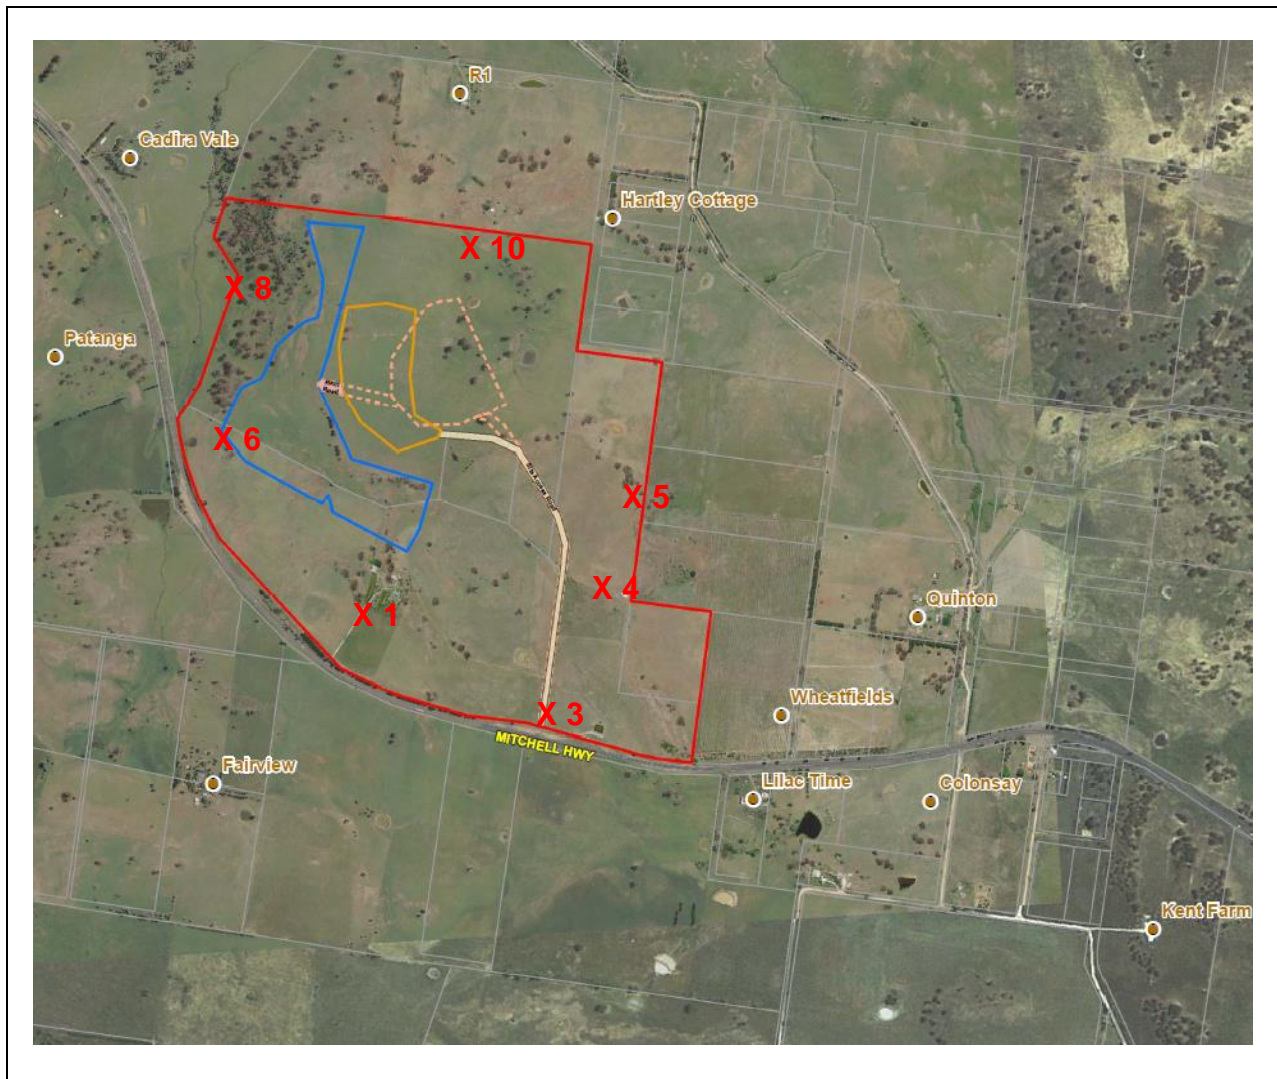 R1
Cadira Vale
Hartley Cottage
X 10
X 8
Patanga
X 6
X 5
X 4
Quinton
X 1
Wheatfields
X 3
MITCHELL HWY
Fairview
Lilac Time
Colonsay
Kent Farm